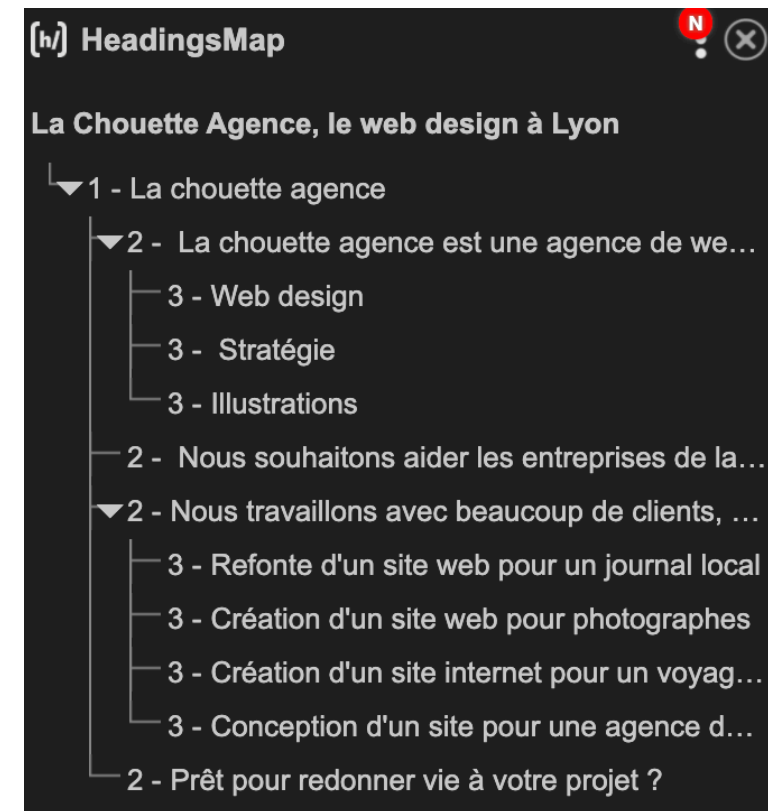 [h/] HeadingsMap
N
La Chouette Agence, le web design à Lyon
1 - La chouette agence
2 - La chouette agence est une agence de we…
3 - Web design
3 - Stratégie
3 - Illustrations
2 - Nous souhaitons aider les entreprises de la…
2 - Nous travaillons avec beaucoup de clients, …
3 - Refonte d'un site web pour un journal local
3 - Création d'un site web pour photographes
3 - Création d'un site internet pour un voyag…
3 - Conception d'un site pour une agence d…
2 - Prêt pour redonner vie à votre projet ?